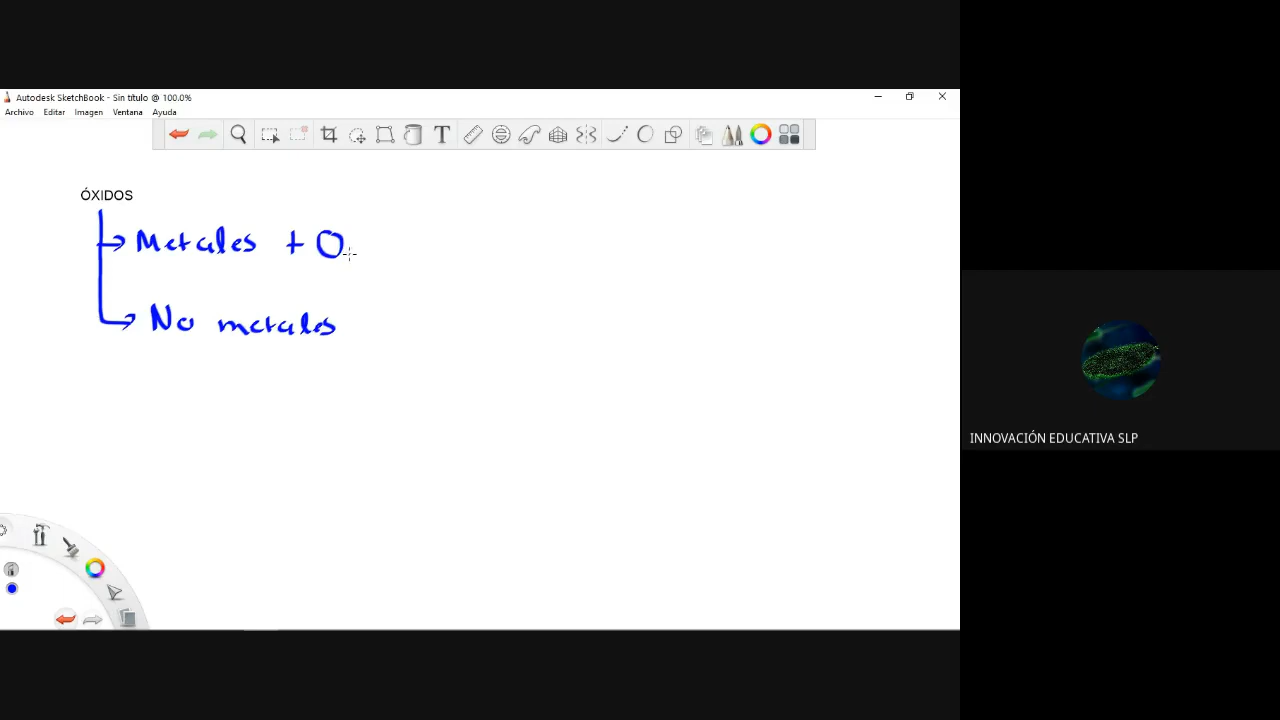 Autodesk SketchBook - Sin título @ 100.0%
Archivo Editar Imagen Ventana Ayuda
T
ÓXIDOS
Metales + O
No metales
INNOVACIÓN EDUCATIVA SLP